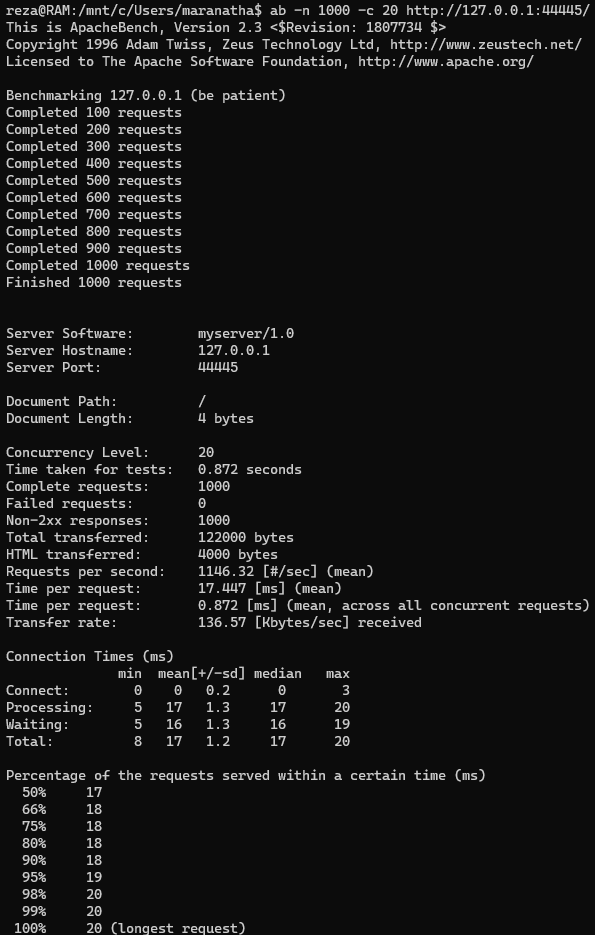 reza@RAM:/mnt/c/Users/maranatha$ ab -n 1000 -c 20 http://127.0.0.1:44445/
This is ApacheBench, Version 2.3 <$Revision: 1807734 $>
Copyright 1996 Adam Twiss, Zeus Technology Ltd, http://www.zeustech.net/
Licensed to The Apache Software Foundation, http://www.apache.org/

Benchmarking 127.0.0.1 (be patient)
Completed 100 requests
Completed 200 requests
Completed 300 requests
Completed 400 requests
Completed 500 requests
Completed 600 requests
Completed 700 requests
Completed 800 requests
Completed 900 requests
Completed 1000 requests
Finished 1000 requests


Server Software:        myserver/1.0
Server Hostname:        127.0.0.1
Server Port:            44445

Document Path:          /
Document Length:        4 bytes

Concurrency Level:      20
Time taken for tests:   0.872 seconds
Complete requests:      1000
Failed requests:        0
Non-2xx responses:      1000
Total transferred:      122000 bytes
HTML transferred:       4000 bytes
Requests per second:    1146.32 [#/sec] (mean)
Time per request:       17.447 [ms] (mean)
Time per request:       0.872 [ms] (mean, across all concurrent requests)
Transfer rate:          136.57 [Kbytes/sec] received

Connection Times (ms)
              min  mean[+/-sd] median   max
Connect:        0    0   0.2      0       3
Processing:     5   17   1.3     17      20
Waiting:        5   16   1.3     16      19
Total:          8   17   1.2     17      20

Percentage of the requests served within a certain time (ms)
  50%     17
  66%     18
  75%     18
  80%     18
  90%     18
  95%     19
  98%     20
  99%     20
 100%     20 (longest request)